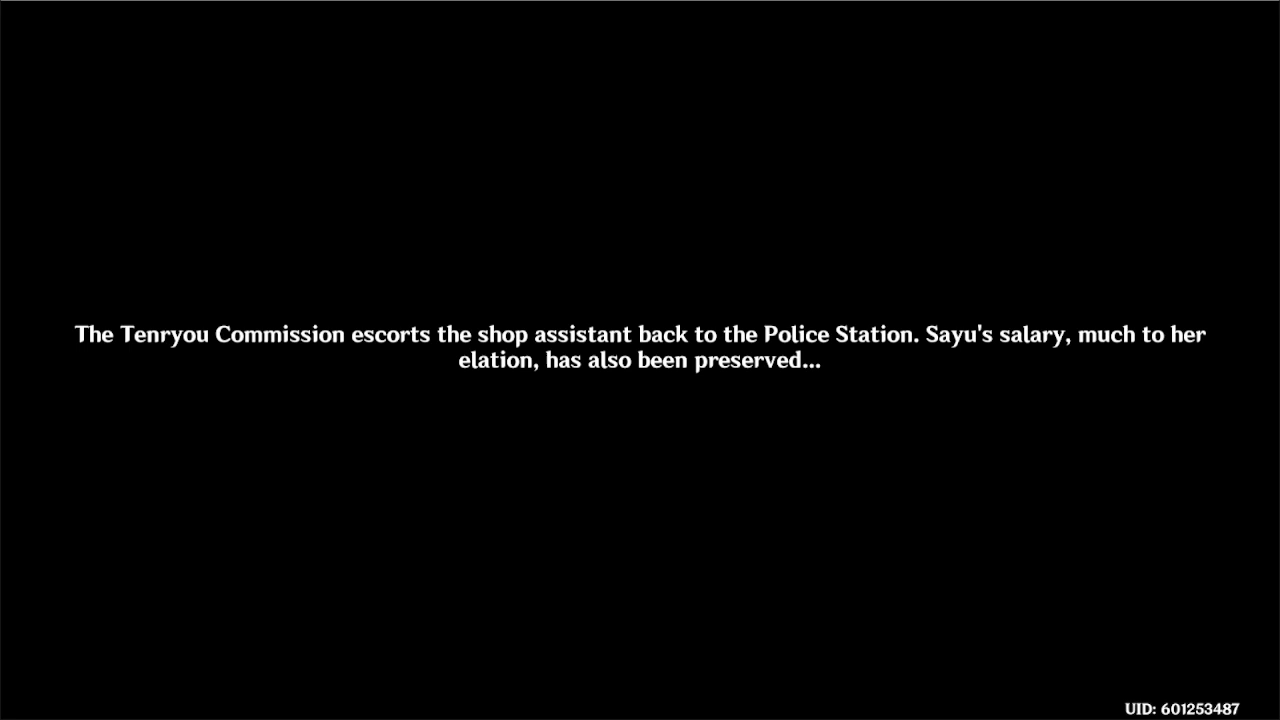 The Tenryou Commission escorts the shop assistant back to the Police Station. Sayu's salary, much to her
elation, has also been preserved...
UID: 601253487